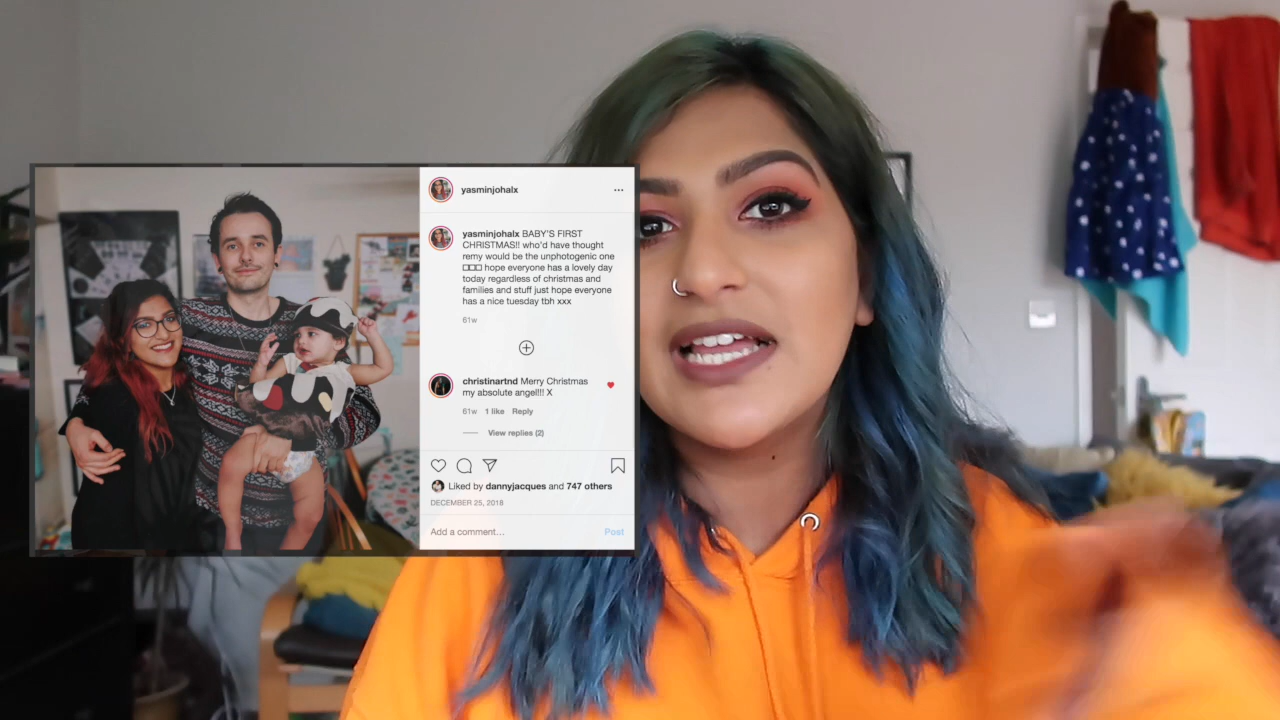 yasminjohalx
yasminjohalx BABY'S FIRST
CHRISTMAS!! who'd have thought
remy would be the unphotogenic one
□□□ hope everyone has a lovely day
today regardless of christmas and
families and stuff just hope everyone
has a nice tuesday tbh xxx
61w
christinartnd Merry Christmas
my absolute angel!!! X
61w 1 like Reply
View replies (2)
Liked by dannyjacques and 747 others
DECEMBER 25, 2018
Add a comment... Post